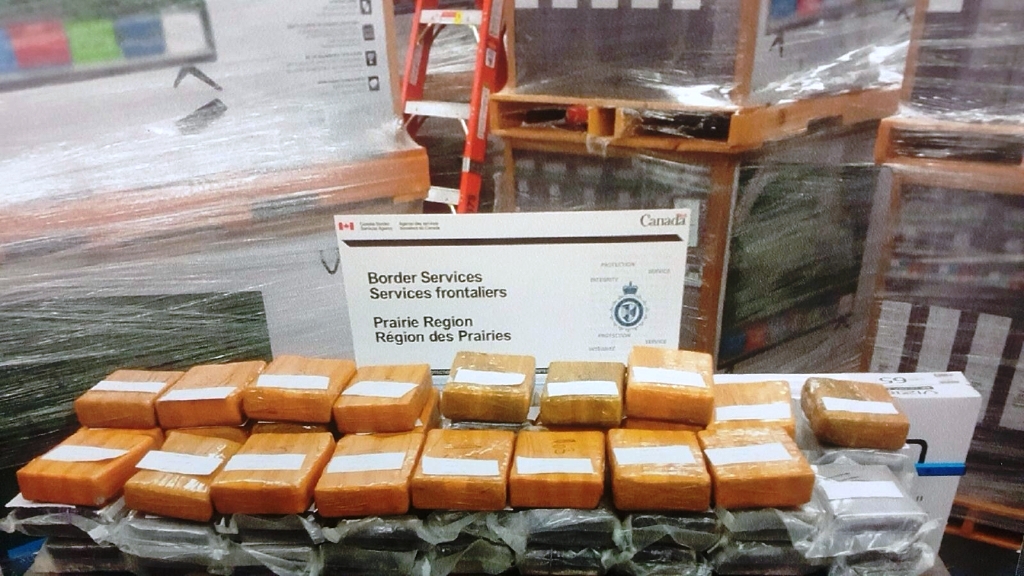 Canada Border
Services Agency
Agence des services
frontaliers du Canada
Canada
PROTECTION
SERVICE
INTEGRITY
Border Services
Services frontaliers
Prairie Region
Région des Prairies
PROTECTION
SERVICE
INTÉGRITÉ
65
VIZIO